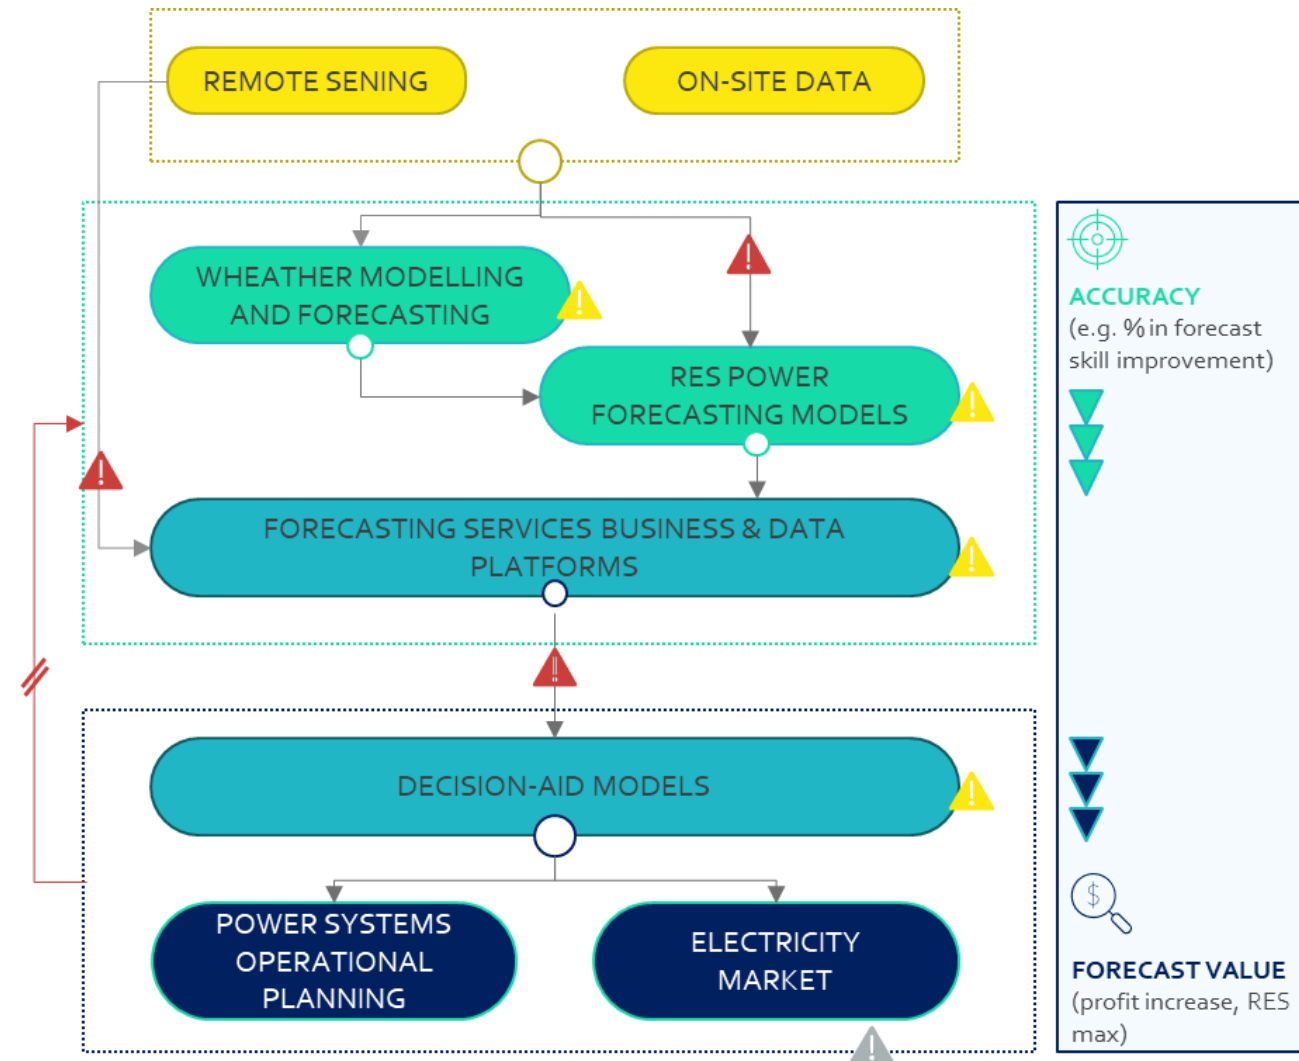 REMOTE SENING
ON-SITE DATA
WHEATHER MODELLING
AND FORECASTING
RES POWER
FORECASTING MODELS
FORECASTING SERVICES BUSINESS & DATA
PLATFORMS
DECISION-AID MODELS
POWER SYSTEMS
OPERATIONAL
PLANNING
ELECTRICITY
MARKET
ACCURACY
(e.g. % in forecast
skill improvement)
$
FORECAST VALUE
(profit increase, RES
max)